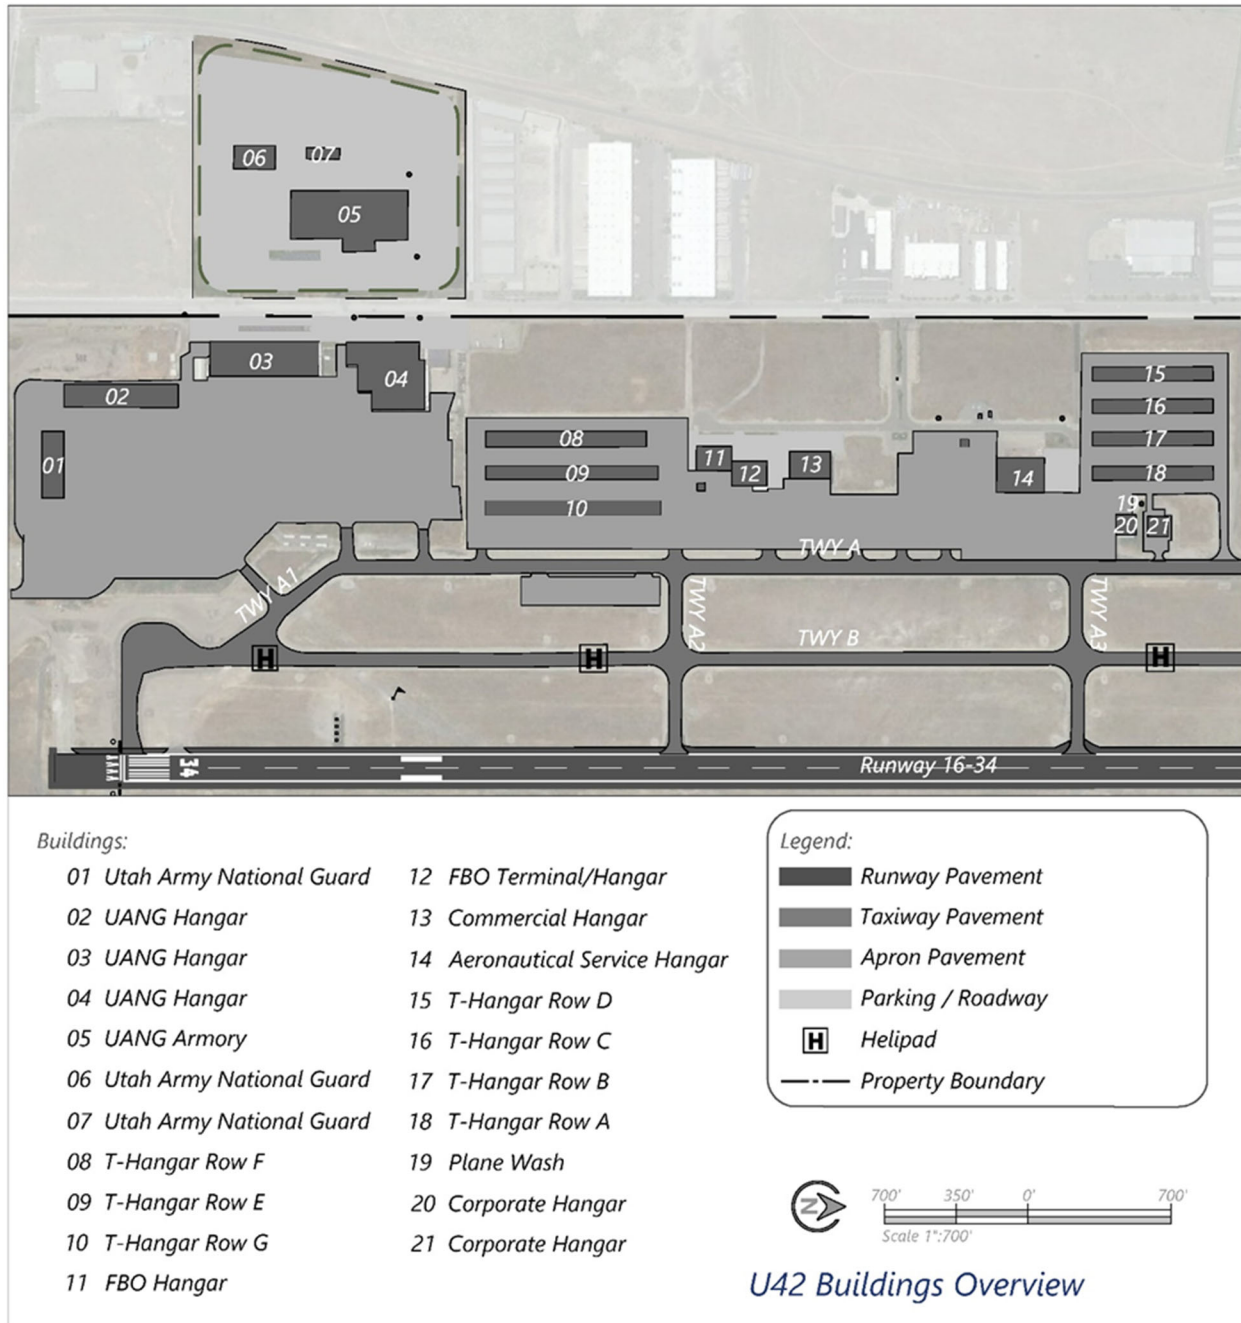 06
07
05
03
04
02
01
08
09
10
11
12
13
14
15
16
17
18
19
20
21
TWY A
TWY A1
TWY A2
TWY A3
TWY B
H
H
H
34
Runway 16-34
Buildings:
01 Utah Army National Guard
02 UANG Hangar
03 UANG Hangar
04 UANG Hangar
05 UANG Armory
06 Utah Army National Guard
07 Utah Army National Guard
08 T-Hangar Row F
09 T-Hangar Row E
10 T-Hangar Row G
11 FBO Hangar
12 FBO Terminal/Hangar
13 Commercial Hangar
14 Aeronautical Service Hangar
15 T-Hangar Row D
16 T-Hangar Row C
17 T-Hangar Row B
18 T-Hangar Row A
19 Plane Wash
20 Corporate Hangar
21 Corporate Hangar
Legend:
Runway Pavement
Taxiway Pavement
Apron Pavement
Parking / Roadway
H Helipad
Property Boundary
N
700' 350' 0' 700'
Scale 1":700'
U42 Buildings Overview